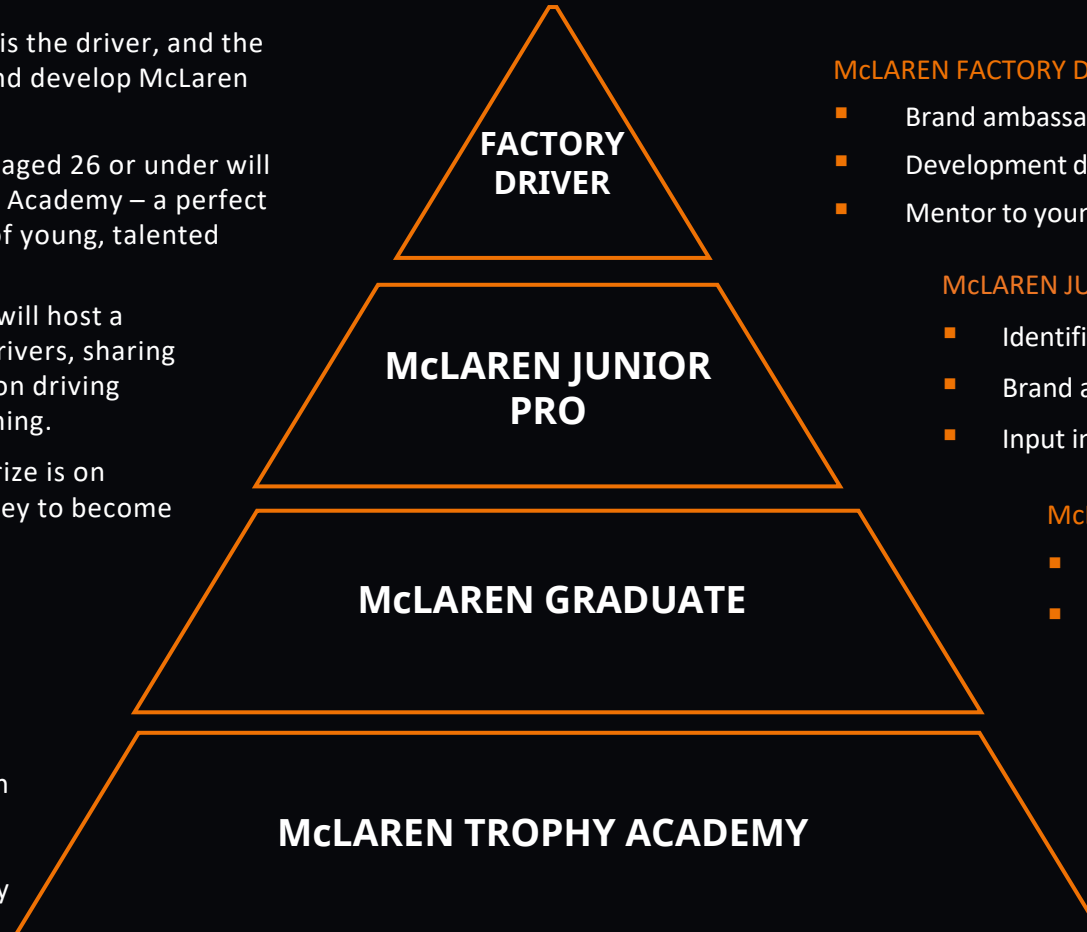 is the driver, and the
nd develop McLaren
aged 26 or under will
Academy – a perfect
of young, talented
will host a
rivers, sharing
on driving
ning.
rize is on
ey to become
n
y
FACTORY
DRIVER
McLAREN JUNIOR
PRO
McLAREN GRADUATE
McLAREN TROPHY ACADEMY
McLAREN FACTORY D
▪ Brand ambassa
▪ Development d
▪ Mentor to your
McLAREN JU
▪ Identifi
▪ Brand a
▪ Input in
McL